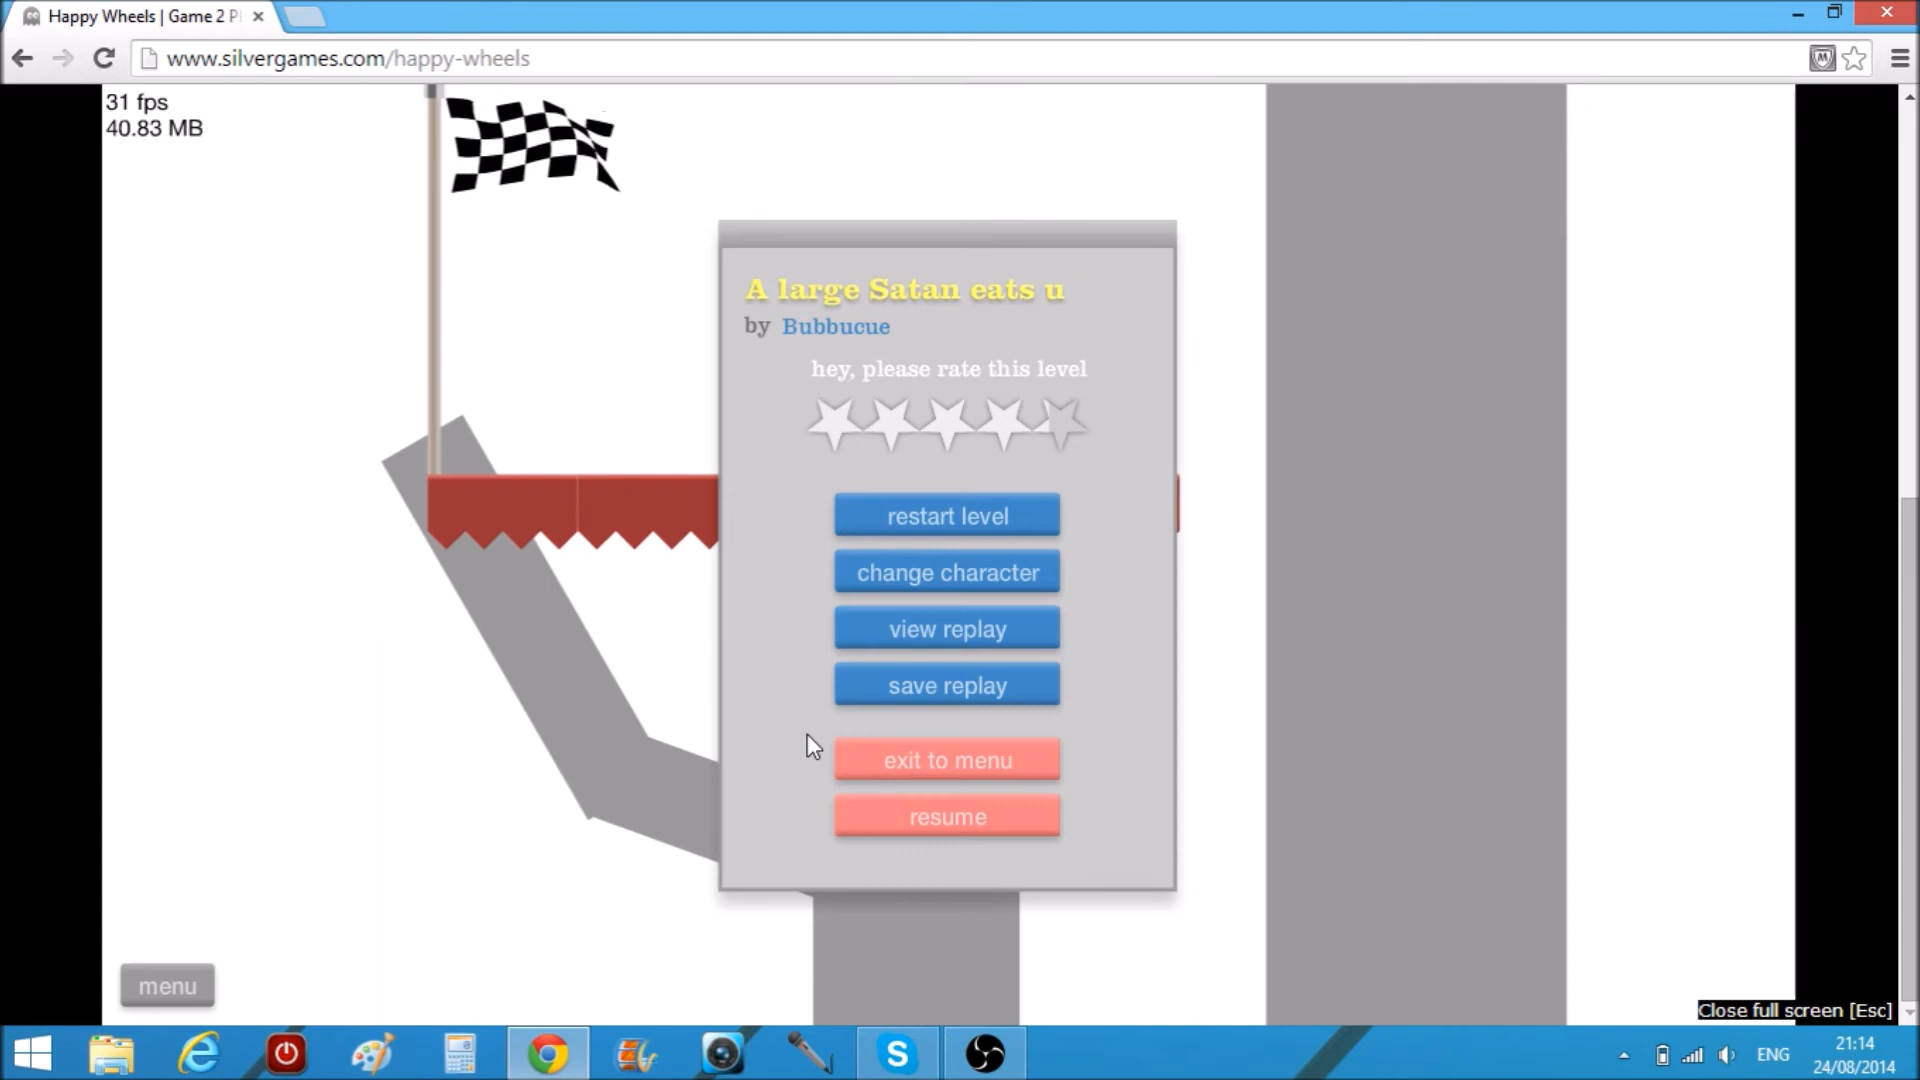 Happy Wheels | Game 2 Pl
www.silvergames.com/happy-wheels
31 fps
40.83 MB
A large Satan eats u
by Bubbucue
hey, please rate this level
restart level
change character
view replay
save replay
exit to menu
resume
menu
Close full screen [Esc]
ENG
21:14
24/08/2014